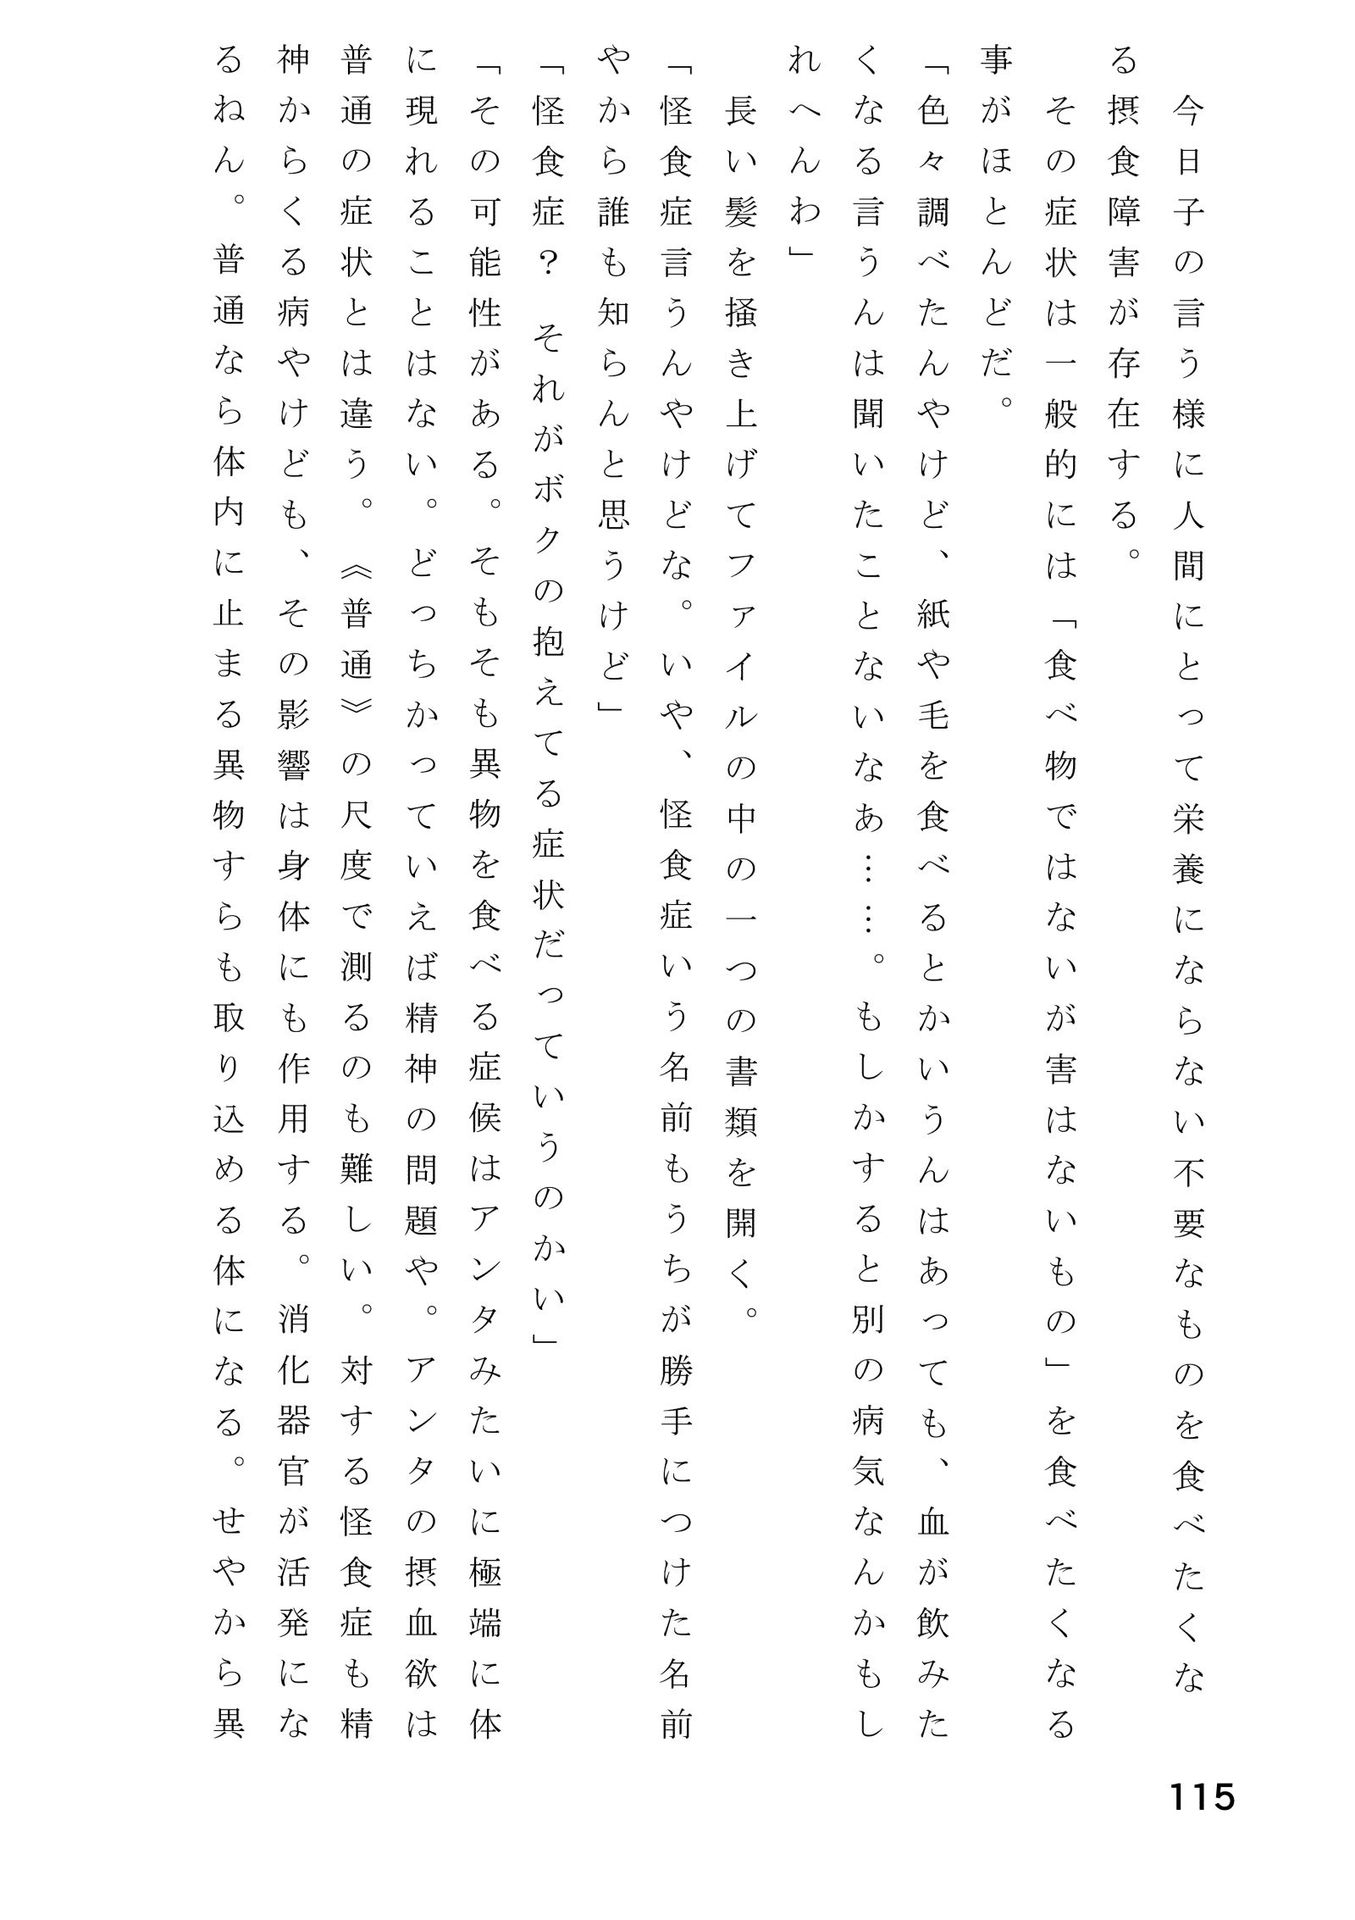 今日子の言う様に人間にとって栄養にならない不要なものを食べたくな
る摂食障害が存在する。
　その症状は一般的には「食べ物ではないが害はないもの」を食べたくなる
事がほとんどだ。
「色々調べたんやけど、紙や毛を食べるとかいうんはあっても、血が飲みた
くなる言うんは聞いたことないなあ……。もしかすると別の病気なんかもし
れへんわ」
　長い髪を掻き上げてファイルの中の一つの書類を開く。
「怪食症言うんやけどな。いや、怪食症いう名前もうちが勝手につけた名前
やから誰も知らんと思うけど」
「怪食症？　それがボクの抱えてる症状だっていうのかい」
「その可能性がある。そもそも異物を食べる症候はアンタみたいに極端に体
に現れることはない。どっちかっていえば精神の問題や。アンタの摂血欲は
普通の症状とは違う。《普通》の尺度で測るのも難しい。対する怪食症も精
神からくる病やけども、その影響は身体にも作用する。消化器官が活発にな
るねん。普通なら体内に止まる異物すらも取り込める体になる。せやから異
115